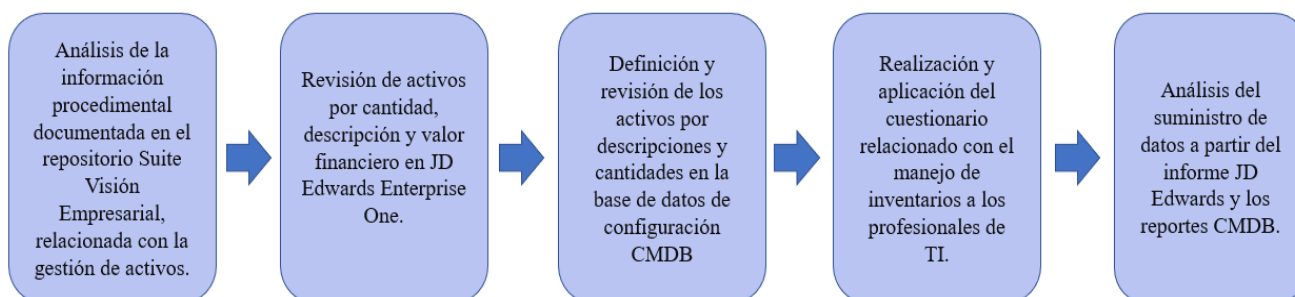 Análisis de la
información
procedimental
documentada en el
repositorio Suite
Visión
Empresarial,
relacionada con la
gestión de activos.
Revisión de activos
por cantidad,
descripción y valor
financiero en JD
Edwards Enterprise
One.
Definición y
revisión de los
activos por
descripciones y
cantidades en la
base de datos de
configuración
CMDB
Realización y
aplicación del
cuestionario
relacionado con el
manejo de
inventarios a los
profesionales de
TI.
Análisis del
suministro de
datos a partir del
informe JD
Edwards y los
reportes CMDB.